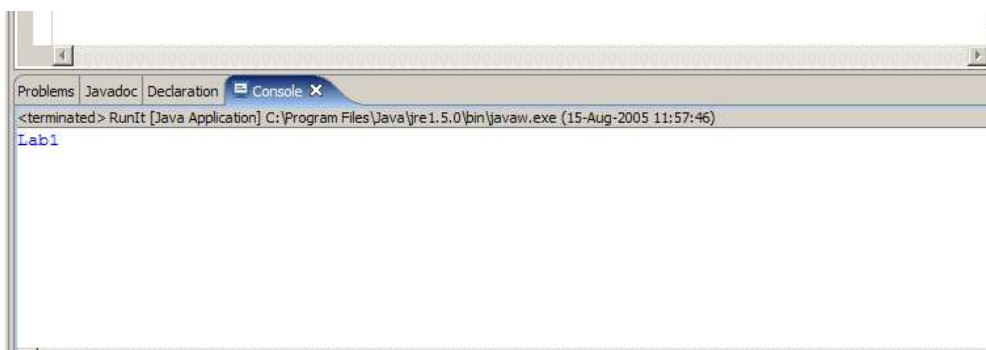 Problems Javadoc Declaration Console
<terminated> RunIt [Java Application] C:\Program Files\Java\jre1.5.0\bin\javaw.exe (15-Aug-2005 11:57:46)
Lab1